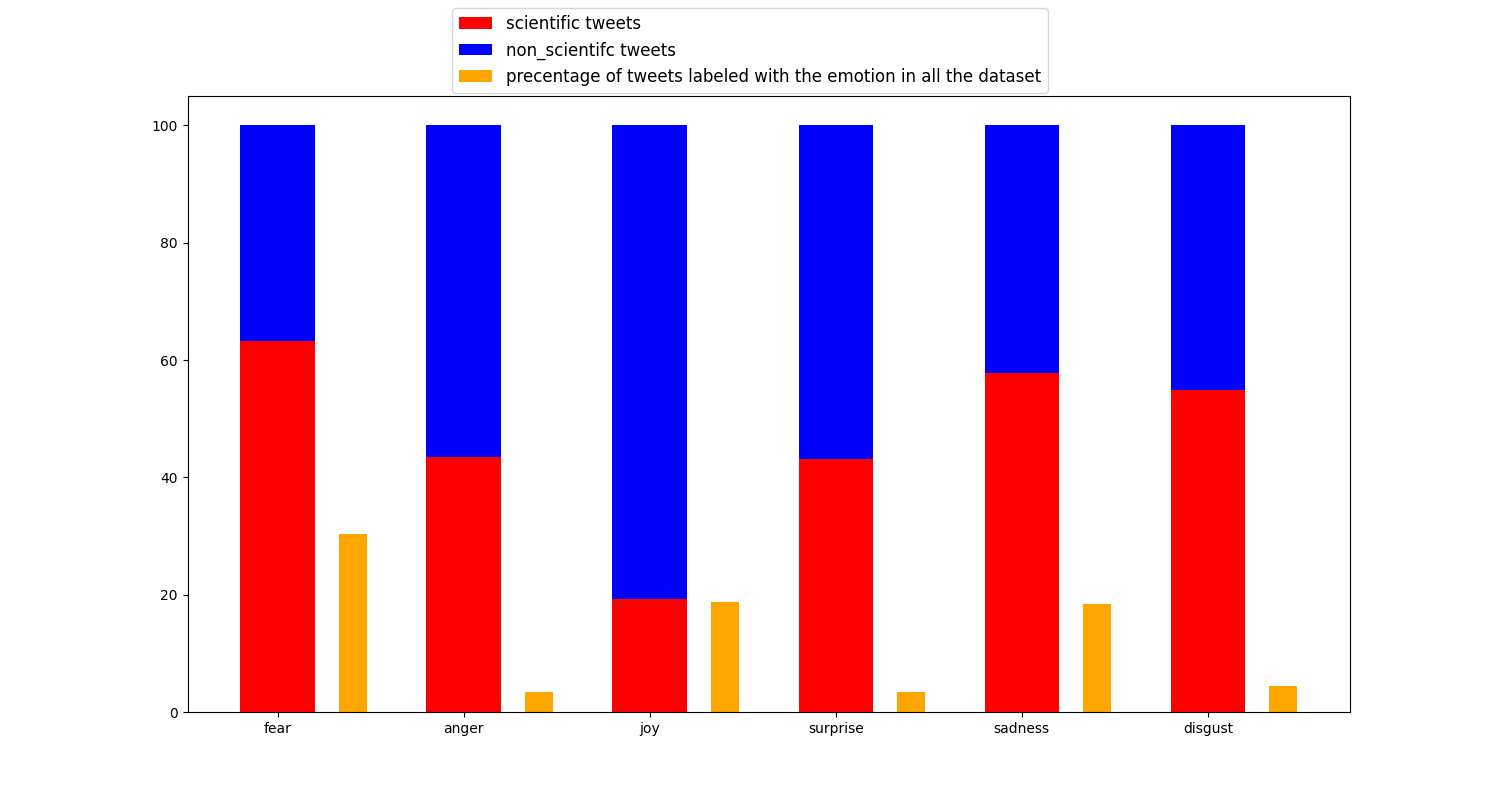 scientific tweets
non_scientifc tweets
precentage of tweets labeled with the emotion in all the dataset
100
80
60
40
20
0
fear anger joy surprise sadness disgust